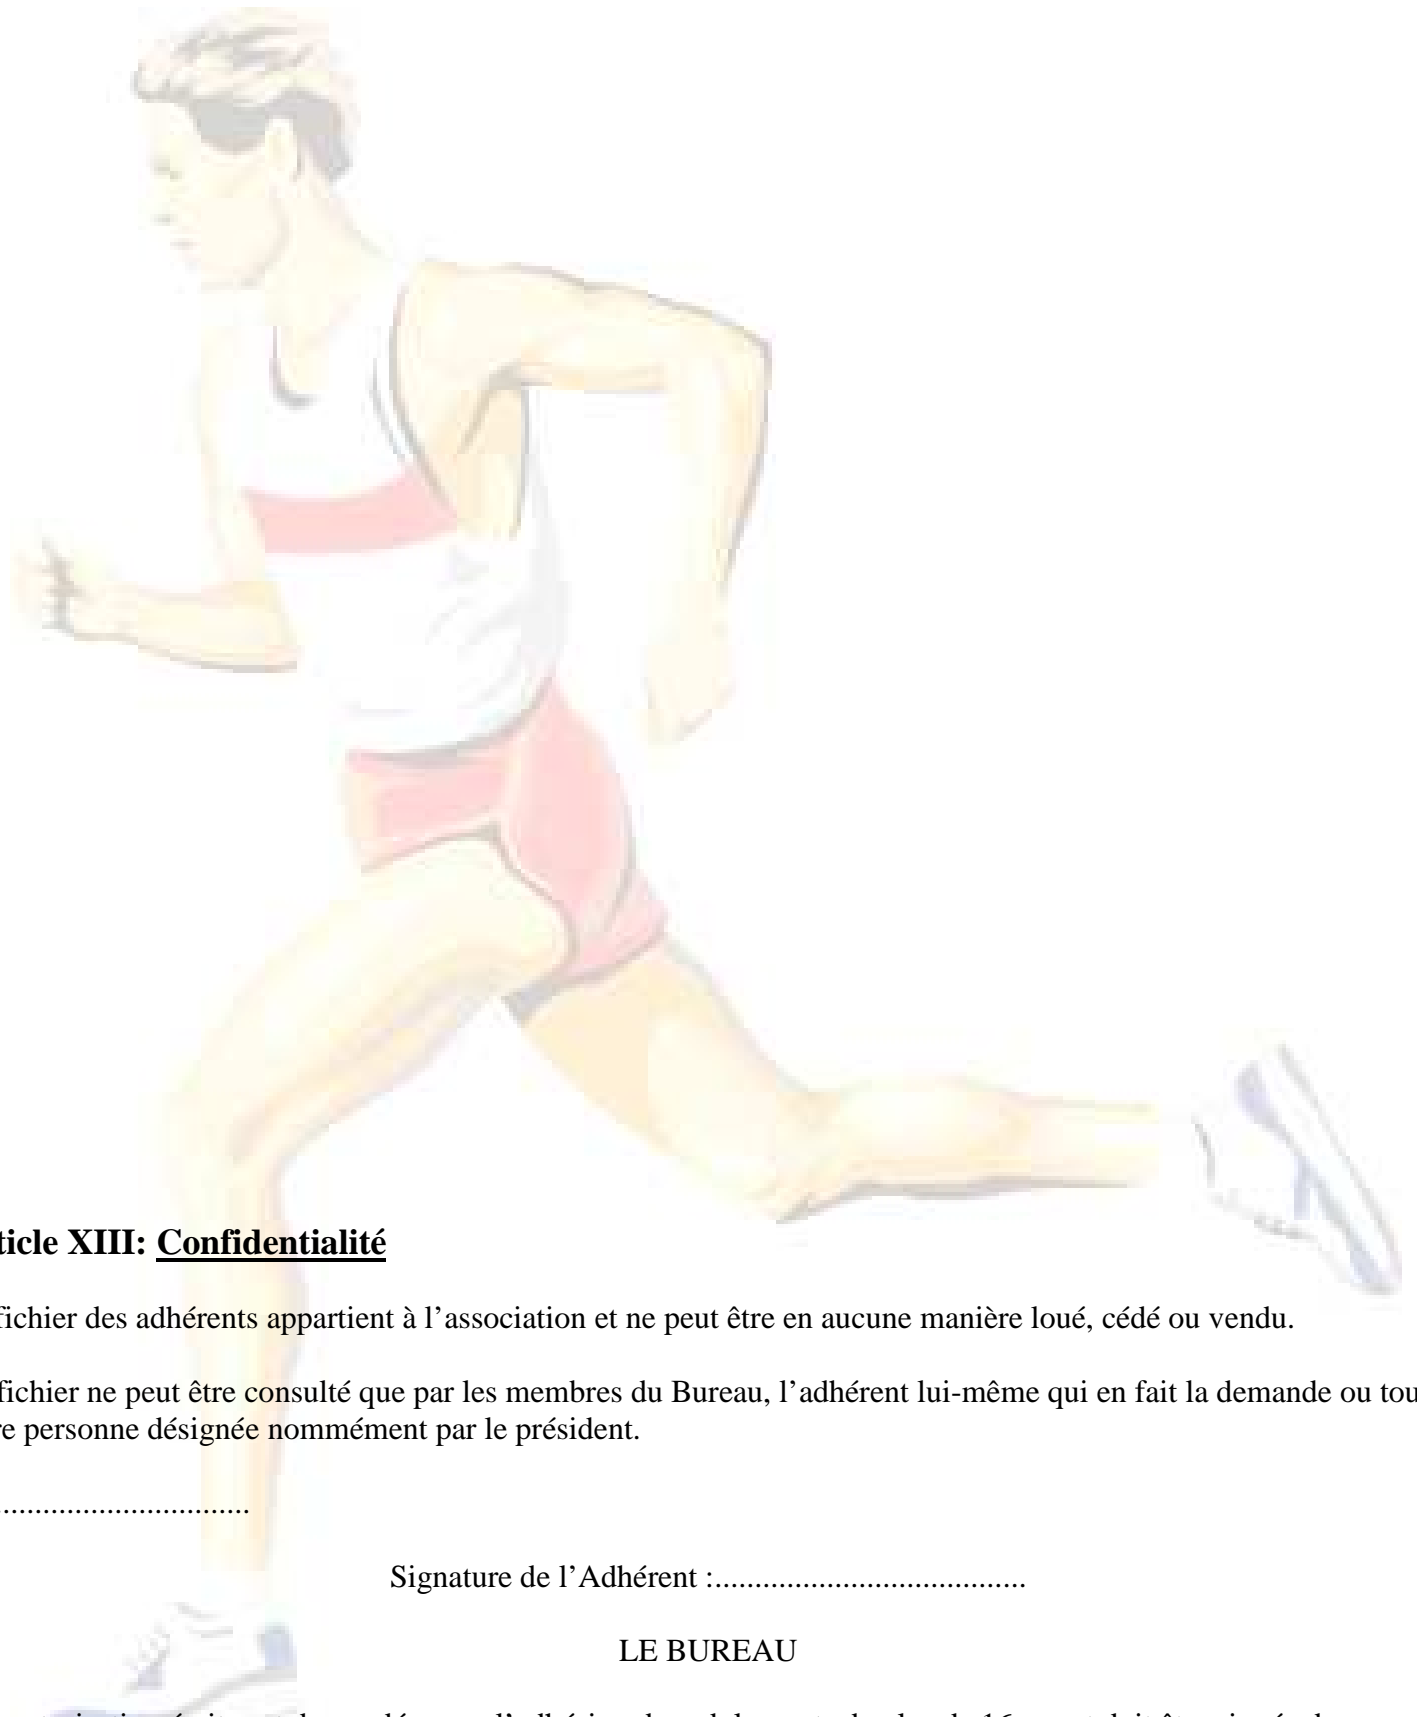 ticle XIII: Confidentialité
fichier des adhérents appartient à l’association et ne peut être en aucune manière loué, cédé ou vendu.
fichier ne peut être consulté que par les membres du Bureau, l’adhérent lui-même qui en fait la demande ou tou
re personne désignée nommément par le président.
................................
Signature de l’Adhérent :.......................................
LE BUREAU